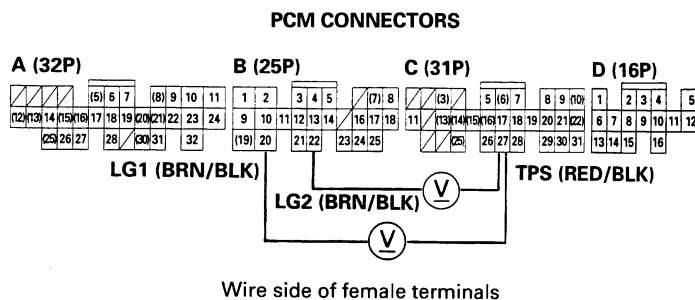 PCM CONNECTORS
A (32P) B (25P) C (31P) D (16P)
(5) 6 7 (8) 9 10 11 1 2 3 4 5 (7) 8 (3) 5 (6) 7 8 9 (10) 1 2 3 4 5
(12) (13) 14 (15) (16) 17 18 19 (20) (21) 22 23 24 9 10 11 12 13 14 16 17 18 11 (13) (14) (15) (16) 17 18 19 20 21 (22) 6 7 8 9 10 11 12
(25) 26 27 28 (30) 31 32 (19) 20 21 22 23 24 25 (25) 26 27 28 29 30 31 13 14 15 16
LG1 (BRN/BLK) LG2 (BRN/BLK) V TPS (RED/BLK)
V
Wire side of female terminals